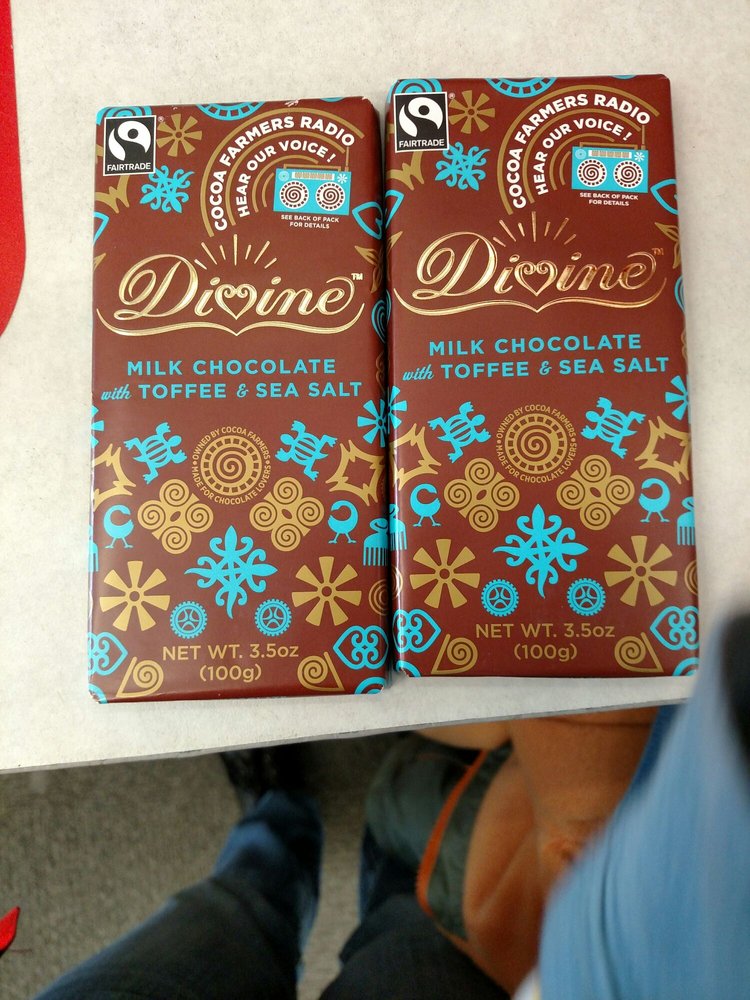 FAIRTRADE
®
COCOA FARMERS RADIO
HEAR OUR VOICE!
SEE BACK OF PACK
FOR DETAILS
Divine™
MILK CHOCOLATE
with TOFFEE & SEA SALT
OWNED BY COCOA FARMERS
MADE FOR CHOCOLATE LOVERS
NET WT. 3.5oz
(100g)
FAIRTRADE
®
COCOA FARMERS RADIO
HEAR OUR VOICE!
SEE BACK OF PACK
FOR DETAILS
Divine™
MILK CHOCOLATE
with TOFFEE & SEA SALT
OWNED BY COCOA FARMERS
MADE FOR CHOCOLATE LOVERS
NET WT. 3.5oz
(100g)